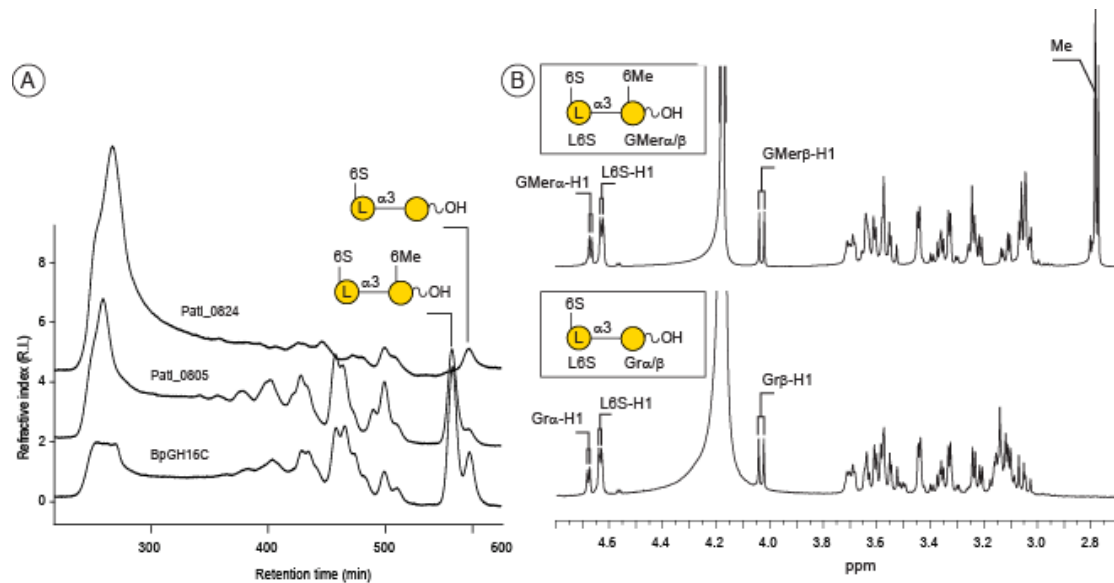 A
6S
L
α3
OH
6S
6Me
L
α3
OH
Patl_0824
Patl_0805
BpGH16C
Refractive index (R.I.)
8
6
4
2
0
300
400
500
600
Retention time (min)
B
6S
6Me
L
α3
OH
L6S
GMerα/β
GMerα-H1
L6S-H1
GMerβ-H1
Me
6S
L
α3
OH
L6S
Grα/β
Grα-H1
L6S-H1
Grβ-H1
4.6
4.4
4.2
4.0
3.8
3.6
3.4
3.2
3.0
2.8
ppm